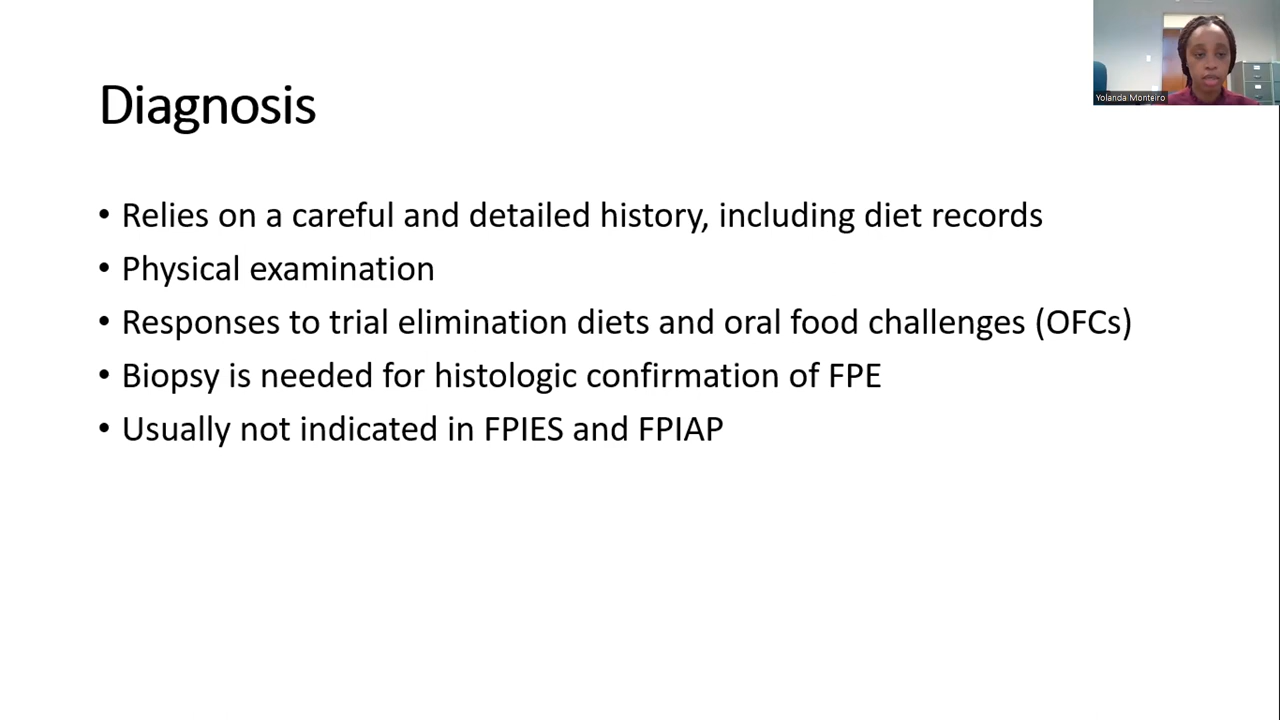 Yolanda Monteiro
Diagnosis
• Relies on a careful and detailed history, including diet records
• Physical examination
• Responses to trial elimination diets and oral food challenges (OFCs)
• Biopsy is needed for histologic confirmation of FPE
• Usually not indicated in FPIES and FPIAP